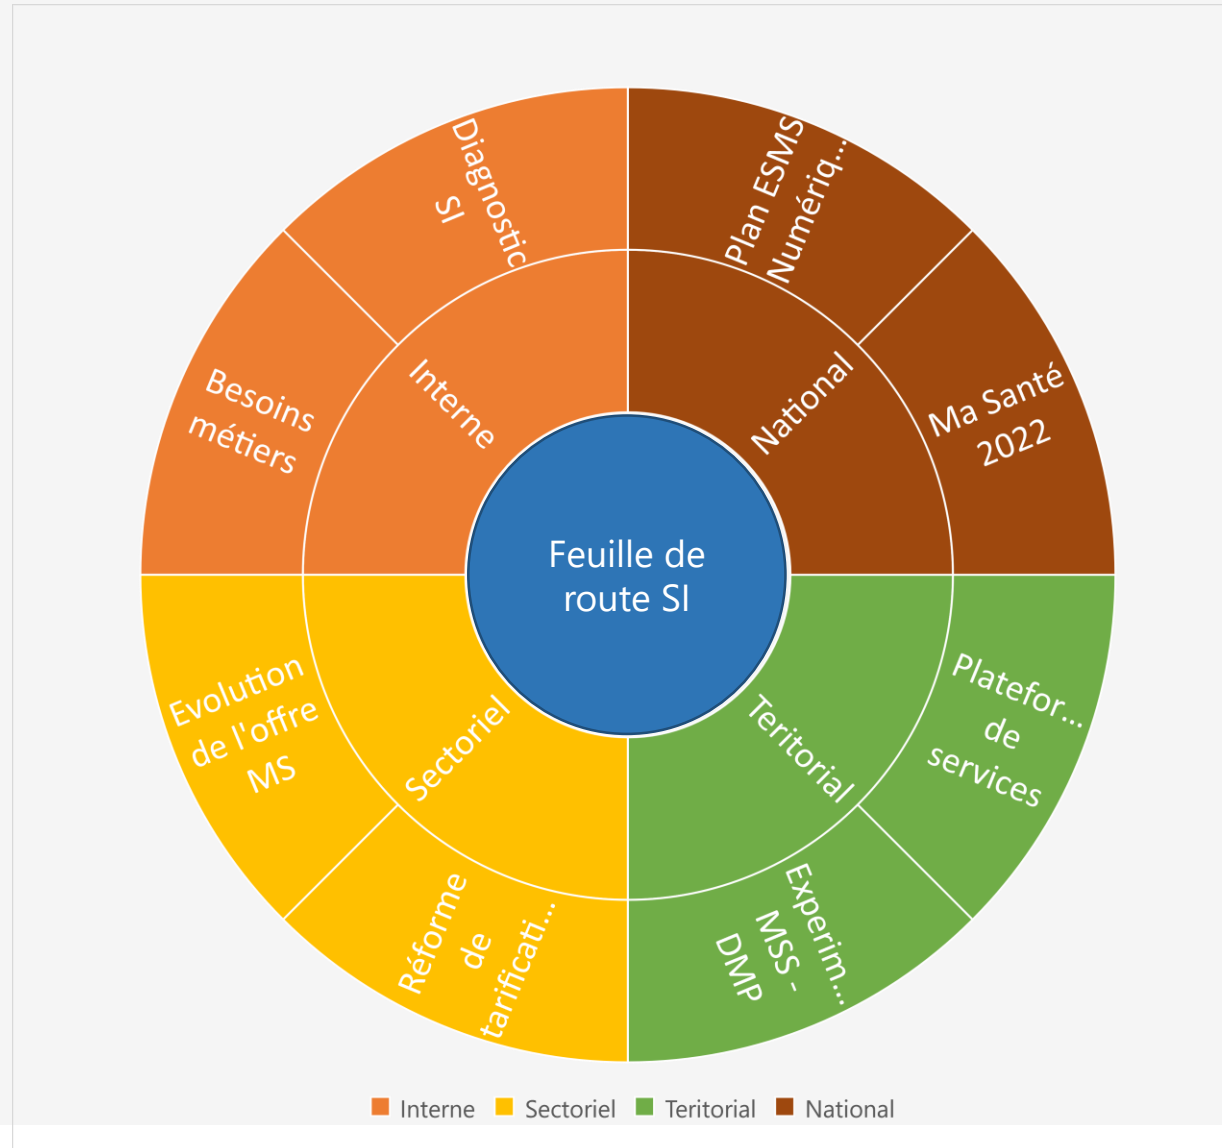 Diagnostic
SI
Plan ESMS
Numériq...
Besoins
métiers
Interne
National
Ma Santé
2022
Feuille de
route SI
Evolution
de l'offre
MS
Sectoriel
Teritorial
Platefor...
de
services
Réforme
de
tarificati...
Experim...
MSS -
DMP
Interne
Sectoriel
Teritorial
National